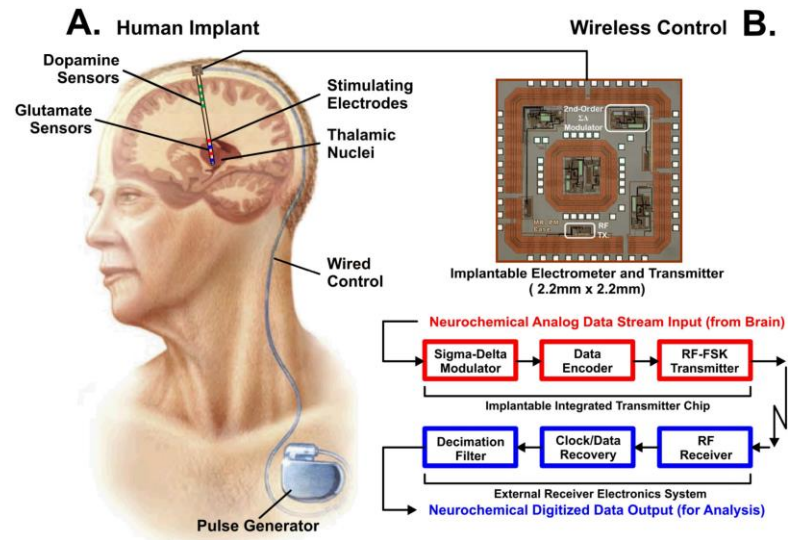 A. Human Implant
Dopamine
Sensors
Glutamate
Sensors
Stimulating
Electrodes
Thalamic
Nuclei
Wired
Control
Pulse Generator
Wireless Control B.
2nd-Order
ΣΔ
Modulator
RF
TX
Implantable Electrometer and Transmitter
( 2.2mm x 2.2mm)
Neurochemical Analog Data Stream Input (from Brain)
Sigma-Delta
Modulator
Data
Encoder
RF-FSK
Transmitter
Implantable Integrated Transmitter Chip
Decimation
Filter
Clock/Data
Recovery
RF
Receiver
External Receiver Electronics System
Neurochemical Digitized Data Output (for Analysis)